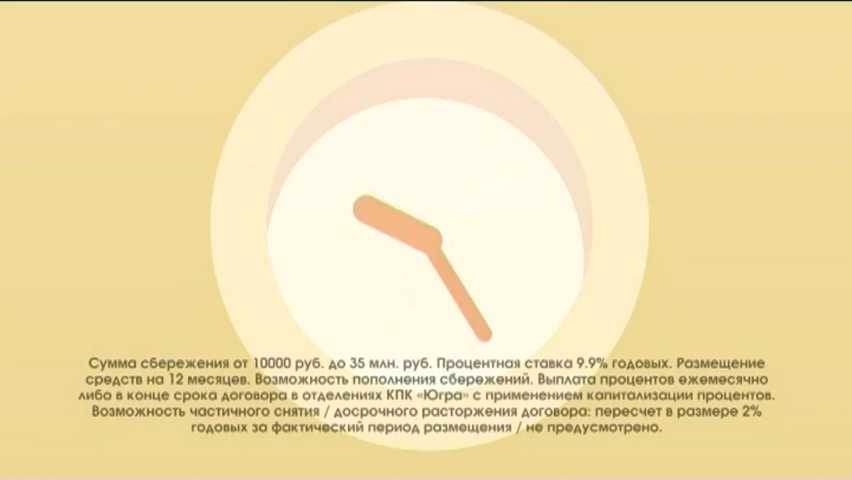 Сумма сбережения от 10000 руб. до 35 млн. руб. Процентная ставка 9.9% годовых. Размещение
средств на 12 месяцев. Возможность пополнения сбережений. Выплата процентов ежемесячно
либо в конце срока договора в отделениях КПК «Югра» с применением капитализации процентов.
Возможность частичного снятия / досрочного расторжения договора: пересчет в размере 2%
годовых за фактический период размещения / не предусмотрено.